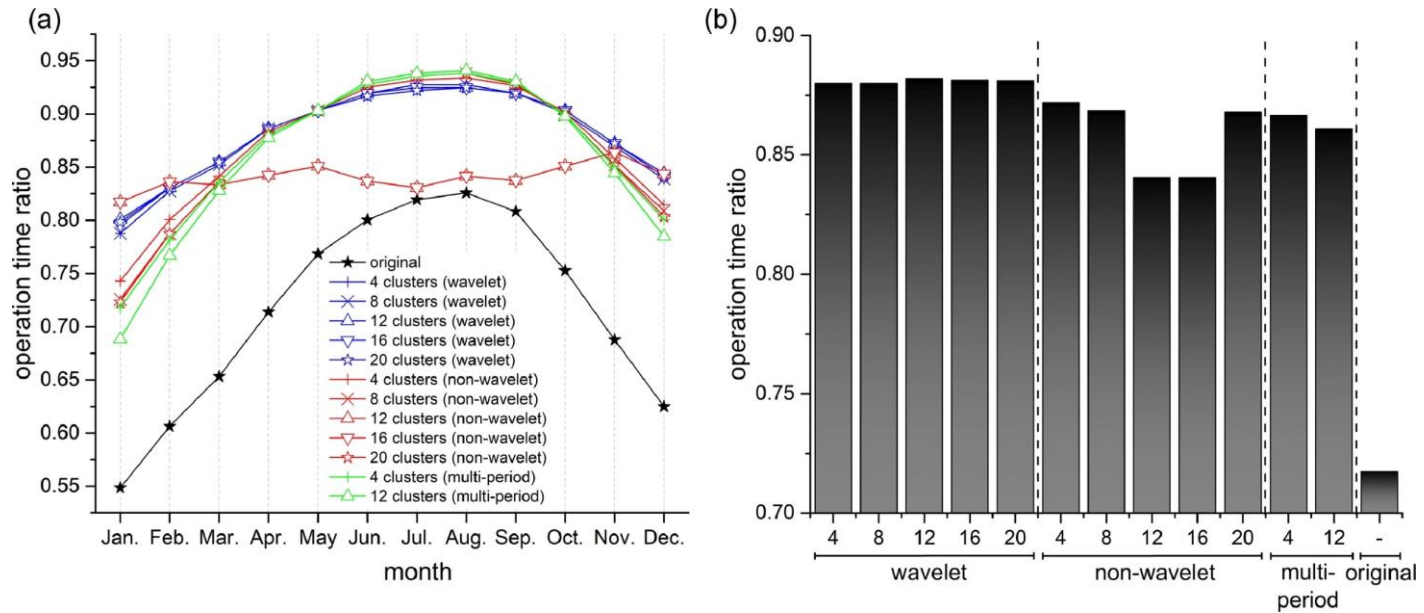 (a)
operation time ratio
0.95
0.90
0.85
0.80
0.75
0.70
0.65
0.60
0.55
original
4 clusters (wavelet)
8 clusters (wavelet)
12 clusters (wavelet)
16 clusters (wavelet)
20 clusters (wavelet)
4 clusters (non-wavelet)
8 clusters (non-wavelet)
12 clusters (non-wavelet)
16 clusters (non-wavelet)
20 clusters (non-wavelet)
4 clusters (multi-period)
12 clusters (multi-period)
Jan. Feb. Mar. Apr. May Jun. Jul. Aug. Sep. Oct. Nov. Dec.
month
(b)
operation time ratio
0.90
0.85
0.80
0.75
0.70
4 8 12 16 20 4 8 12 16 20 4 12 -
wavelet non-wavelet multi- original
period